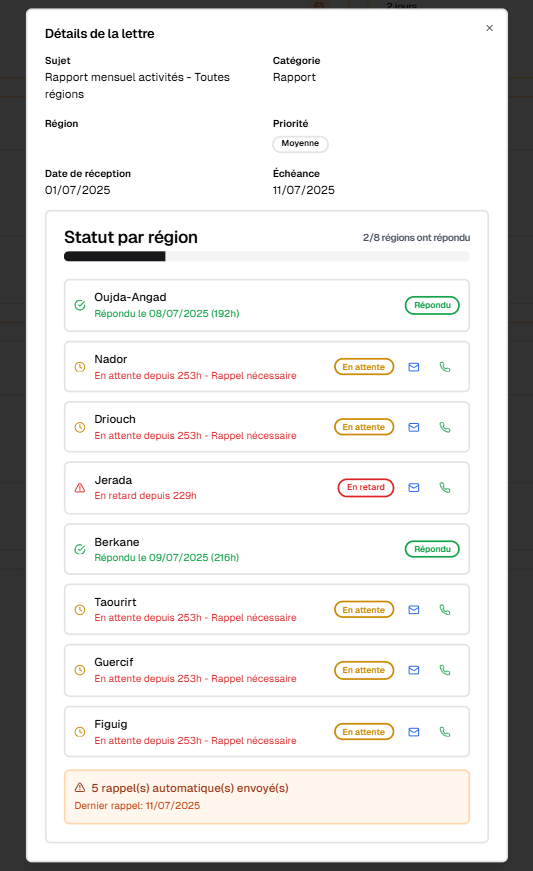 2 jours
Détails de la lettre
Sujet
Catégorie
Rapport mensuel activités - Toutes
régions
Rapport
Région
Priorité
Moyenne
Date de réception
Échéance
01/07/2025
11/07/2025
Statut par région
2/8 régions ont répondu
Oujda-Angad
Répondu le 08/07/2025 (192h)
Répondu
Nador
En attente depuis 253h - Rappel nécessaire
En attente
Driouch
En attente depuis 253h - Rappel nécessaire
En attente
Jerada
En retard depuis 229h
En retard
Berkane
Répondu le 09/07/2025 (216h)
Répondu
Taourirt
En attente depuis 253h - Rappel nécessaire
En attente
Guercif
En attente depuis 253h - Rappel nécessaire
En attente
Figuig
En attente depuis 253h - Rappel nécessaire
En attente
5 rappel(s) automatique(s) envoyé(s)
Dernier rappel: 11/07/2025